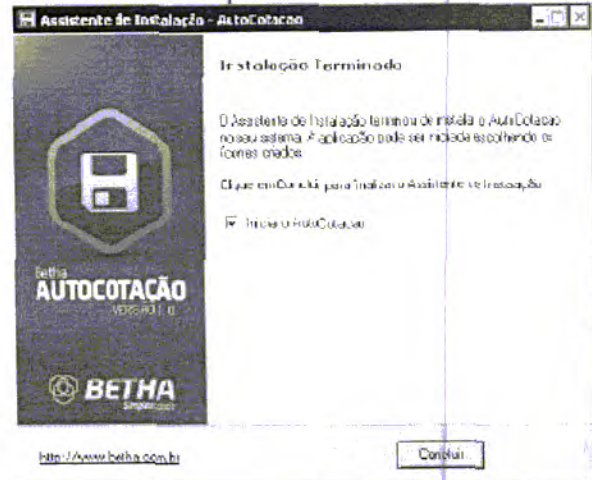 Assistente de Instalação - AutoCotacao
Instalação Terminada
O Assistente de Instalação terminou de instalar o AutoCotacao
no seu sistema. A aplicação pode ser iniciada escolhendo os
ícones criados.
Clique em Concluir para finalizar o Assistente de Instalação.
Iniciar o AutoCotacao
Betha
AUTOCOTAÇÃO
BETHA
http://www.betha.com.br
Concluir